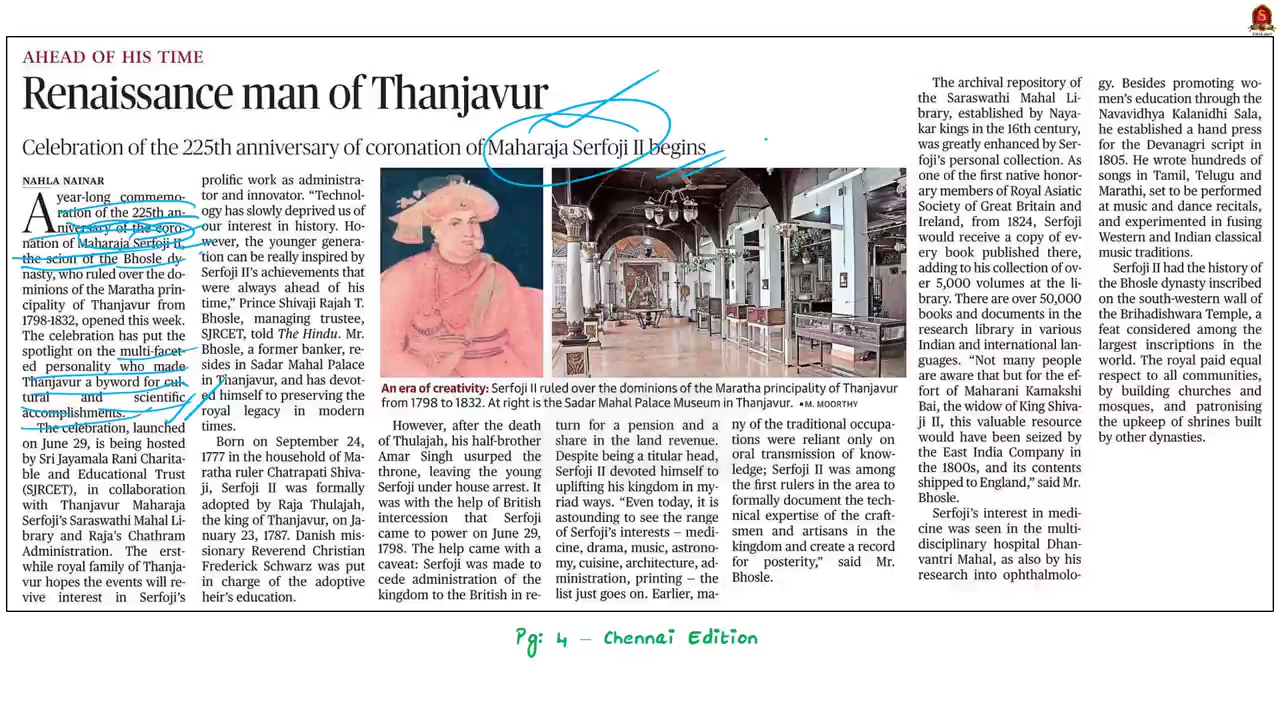 AHEAD OF HIS TIME
Renaissance man of Thanjavur
Celebration of the 225th anniversary of coronation of Maharaja Serfoji II begins
NAHLA NAINAR
A year-long commemo-
ration of the 225th an-
niversary of the coro-
nation of Maharaja Serfoji II,
the scion of the Bhosle dy-
nasty, who ruled over the do-
minions of the Maratha prin-
cipality of Thanjavur from
1798-1832, opened this week.
The celebration has put the
spotlight on the multi-facet-
ed personality who made
Thanjavur a byword for cul-
tural and scientific
accomplishments.
The celebration, launched
on June 29, is being hosted
by Sri Jayamala Rani Charita-
ble and Educational Trust
(SJRCET), in collaboration
with Thanjavur Maharaja
Serfoji's Saraswathi Mahal Li-
brary and Raja's Chathram
Administration. The erst-
while royal family of Thanja-
vur hopes the events will re-
vive interest in Serfoji's
prolific work as administra-
tor and innovator. "Technol-
ogy has slowly deprived us of
our interest in history. Ho-
wever, the younger genera-
tion can be really inspired by
Serfoji II's achievements that
were always ahead of his
time," Prince Shivaji Rajah T.
Bhosle, managing trustee,
SJRCET, told The Hindu. Mr.
Bhosle, a former banker, re-
sides in Sadar Mahal Palace
in Thanjavur, and has devot-
ed himself to preserving the
royal legacy in modern
times.
Born on September 24,
1777 in the household of Ma-
ratha ruler Chatrapati Shiva-
ji, Serfoji II was formally
adopted by Raja Thulajah,
the king of Thanjavur, on Ja-
nuary 23, 1787. Danish mis-
sionary Reverend Christian
Frederick Schwarz was put
in charge of the adoptive
heir's education.
An era of creativity: Serfoji II ruled over the dominions of the Maratha principality of Thanjavur
from 1798 to 1832. At right is the Sadar Mahal Palace Museum in Thanjavur. ▪ M. MOORTHY
However, after the death
of Thulajah, his half-brother
Amar Singh usurped the
throne, leaving the young
Serfoji under house arrest. It
was with the help of British
intercession that Serfoji
came to power on June 29,
1798. The help came with a
caveat: Serfoji was made to
cede administration of the
kingdom to the British in re-
turn for a pension and a
share in the land revenue.
Despite being a titular head,
Serfoji II devoted himself to
uplifting his kingdom in my-
riad ways. "Even today, it is
astounding to see the range
of Serfoji's interests – medi-
cine, drama, music, astrono-
my, cuisine, architecture, ad-
ministration, printing – the
list just goes on. Earlier, ma-
ny of the traditional occupa-
tions were reliant only on
oral transmission of know-
ledge; Serfoji II was among
the first rulers in the area to
formally document the tech-
nical expertise of the craft-
smen and artisans in the
kingdom and create a record
for posterity," said Mr.
Bhosle.
The archival repository of
the Saraswathi Mahal Li-
brary, established by Naya-
kar kings in the 16th century,
was greatly enhanced by Ser-
foji's personal collection. As
one of the first native honor-
ary members of Royal Asiatic
Society of Great Britain and
Ireland, from 1824, Serfoji
would receive a copy of ev-
ery book published there,
adding to his collection of ov-
er 5,000 volumes at the li-
brary. There are over 50,000
books and documents in the
research library in various
Indian and international lan-
guages. "Not many people
are aware that but for the ef-
fort of Maharani Kamakshi
Bai, the widow of King Shiva-
ji II, this valuable resource
would have been seized by
the East India Company in
the 1800s, and its contents
shipped to England," said Mr.
Bhosle.
Serfoji's interest in medi-
cine was seen in the multi-
disciplinary hospital Dhan-
vantri Mahal, as also by his
research into ophthalmolo-
gy. Besides promoting wo-
men's education through the
Navavidhya Kalanidhi Sala,
he established a hand press
for the Devanagri script in
1805. He wrote hundreds of
songs in Tamil, Telugu and
Marathi, set to be performed
at music and dance recitals,
and experimented in fusing
Western and Indian classical
music traditions.
Serfoji II had the history of
the Bhosle dynasty inscribed
on the south-western wall of
the Brihadishwara Temple, a
feat considered among the
largest inscriptions in the
world. The royal paid equal
respect to all communities,
by building churches and
mosques, and patronising
the upkeep of shrines built
by other dynasties.
Pg: 4 – Chennai Edition